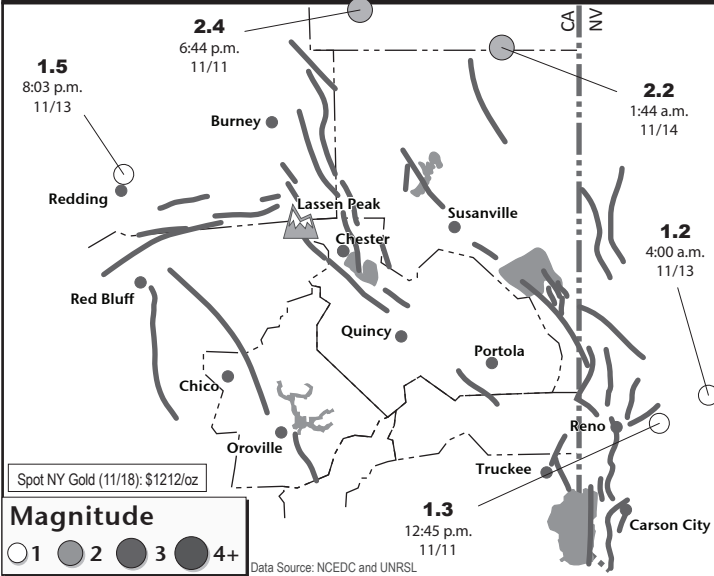 2.4
6:44 p.m.
11/11
CA
NV
1.5
8:03 p.m.
11/13
2.2
1:44 a.m.
11/14
Burney
Redding
Lassen Peak
Susanville
1.2
4:00 a.m.
11/13
Chester
Red Bluff
Quincy
Portola
Chico
Oroville
Reno
Truckee
Spot NY Gold (11/18): $1212/oz
1.3
12:45 p.m.
11/11
Carson City
Magnitude
1 2 3 4+
Data Source: NCEDC and UNRSL